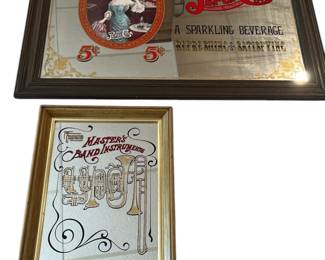 5¢ 5¢
A SPARKLING BEVERAGE
REFRESHING & SATISFYING
MASTER'S
BAND INSTRUMENTS